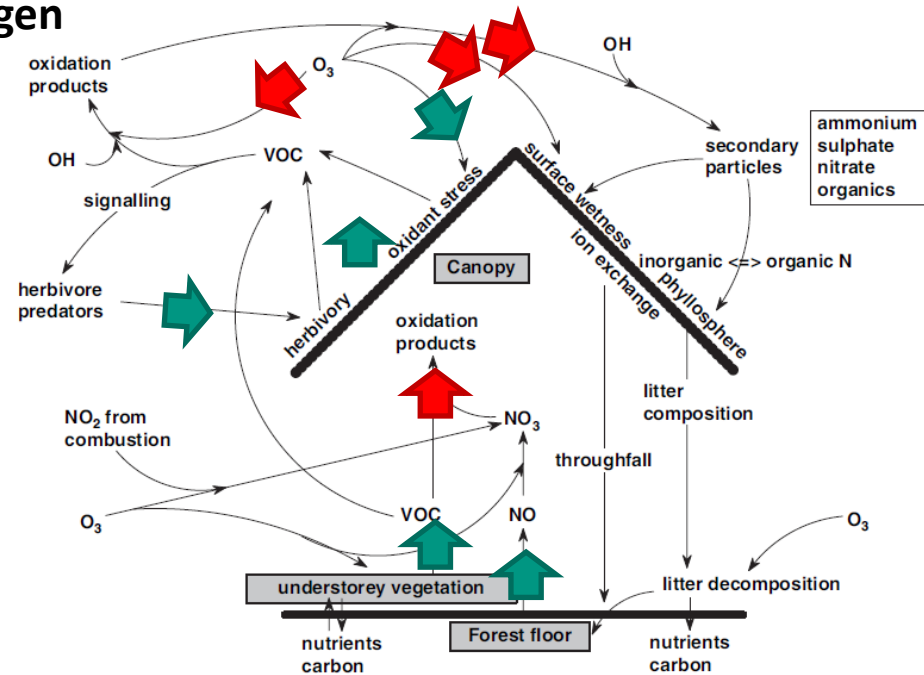 gen
oxidation
products
O3
OH
OH
VOC
secondary
particles
ammonium
sulphate
nitrate
organics
signalling
oxidant stress
surface wetness
ion exchange
Canopy
inorganic <=> organic N
phyllosphere
herbivore
predators
herbivory
oxidation
products
litter
composition
NO2 from
combustion
NO3
throughfall
O3
VOC
NO
O3
understorey vegetation
litter decomposition
Forest floor
nutrients
carbon
nutrients
carbon